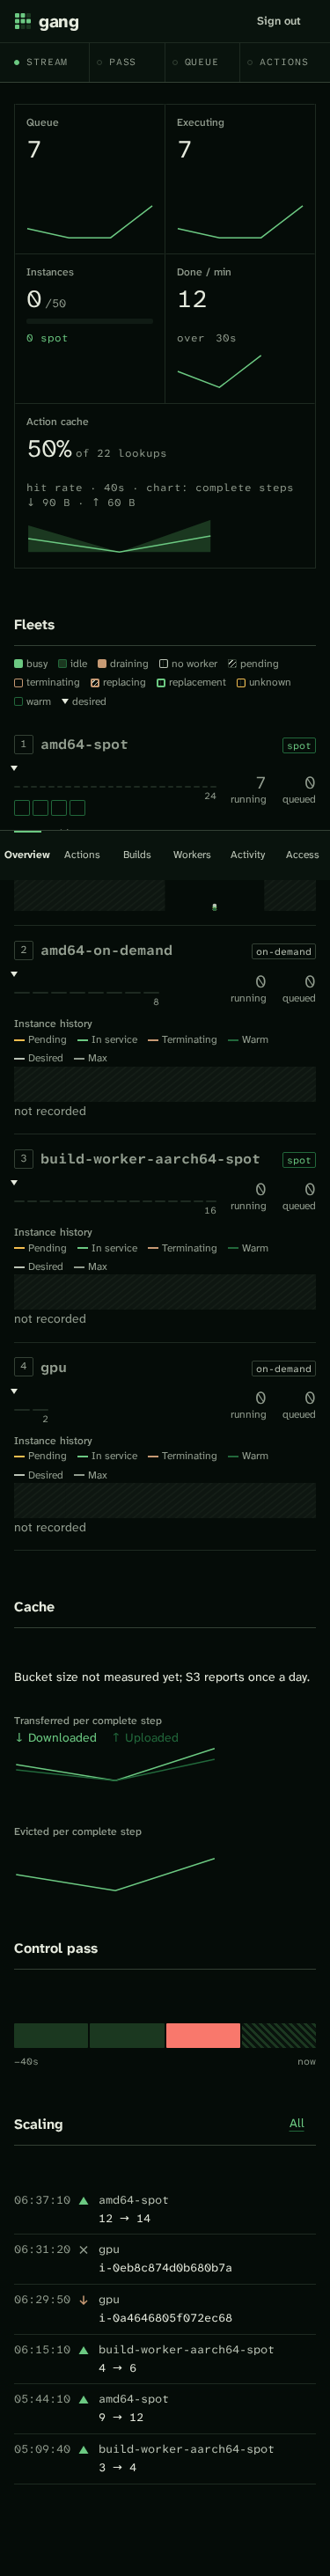 gang
Sign out
STREAM PASS QUEUE ACTIONS
Queue
7
Executing
7
Instances
0 /50
0 spot
Done / min
12
over 30s
Action cache
50% of 22 lookups
hit rate · 40s · chart: complete steps
↓ 90 B · ↑ 60 B
Fleets
busy idle draining no worker pending
terminating replacing replacement unknown
warm desired
1 amd64-spot spot
7 0
24 running queued
Overview Actions Builds Workers Activity Access
2 amd64-on-demand on-demand
0 0
8 running queued
Instance history
Pending In service Terminating Warm
Desired Max
not recorded
3 build-worker-aarch64-spot spot
0 0
16 running queued
Instance history
Pending In service Terminating Warm
Desired Max
not recorded
4 gpu on-demand
0 0
2 running queued
Instance history
Pending In service Terminating Warm
Desired Max
not recorded
Cache
Bucket size not measured yet; S3 reports once a day.
Transferred per complete step
↓ Downloaded ↑ Uploaded
Evicted per complete step
Control pass
−40s now
Scaling All
06:37:10 ▲ amd64-spot
12 → 14
06:31:20 × gpu
i-0eb8c874d0b680b7a
06:29:50 ↓ gpu
i-0a4646805f072ec68
06:15:10 ▲ build-worker-aarch64-spot
4 → 6
05:44:10 ▲ amd64-spot
9 → 12
05:09:40 ▲ build-worker-aarch64-spot
3 → 4